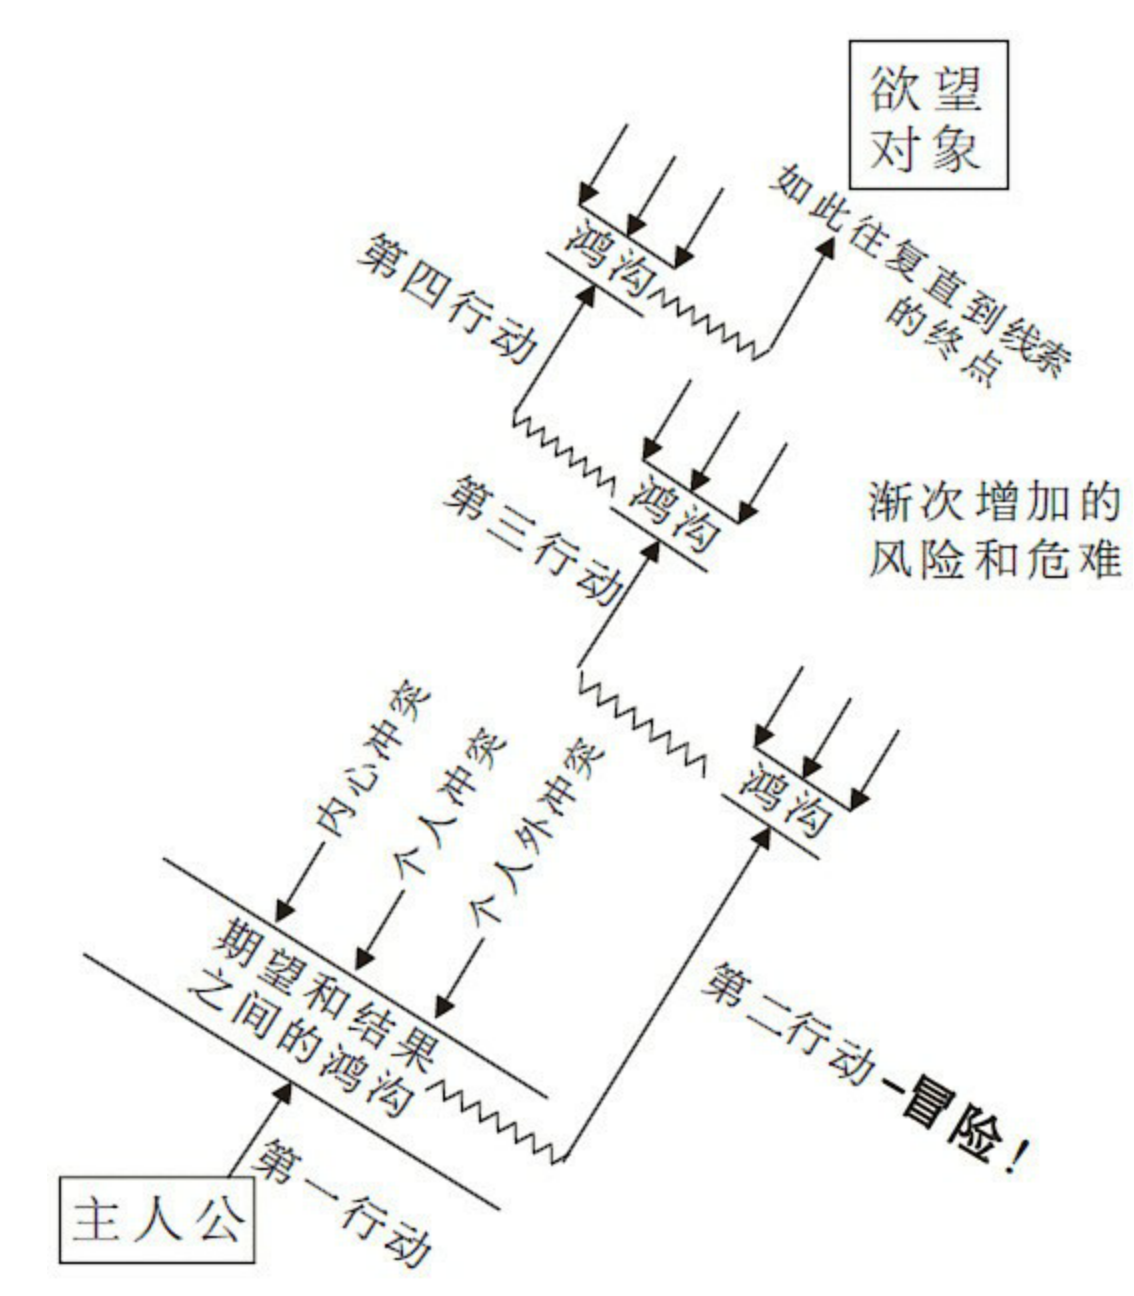 欲望
对象
如此往复直到线索
的终点
鸿沟
第四行动
鸿沟
第三行动
渐次增加的
风险和危难
鸿沟
内心冲突
个人冲突
个人外冲突
期望和结果
之间的鸿沟
第二行动-冒险!
第一行动
主人公